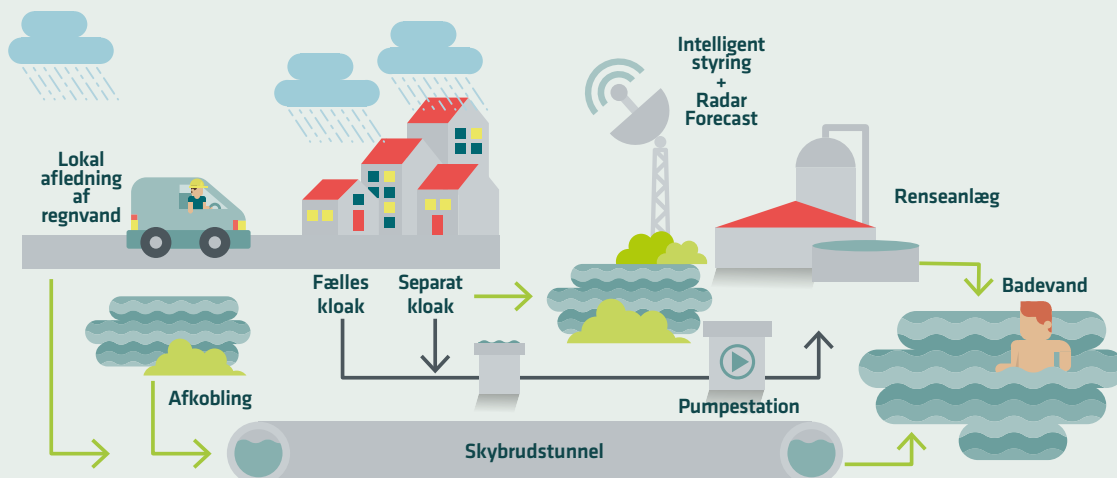 Lokal
afledning
af
regnvand
Intelligent
styring
+
Radar
Forecast
Renseanlæg
Fælles
kloak
Separat
kloak
Badevand
Afkobling
Pumpestation
Skybrudstunnel